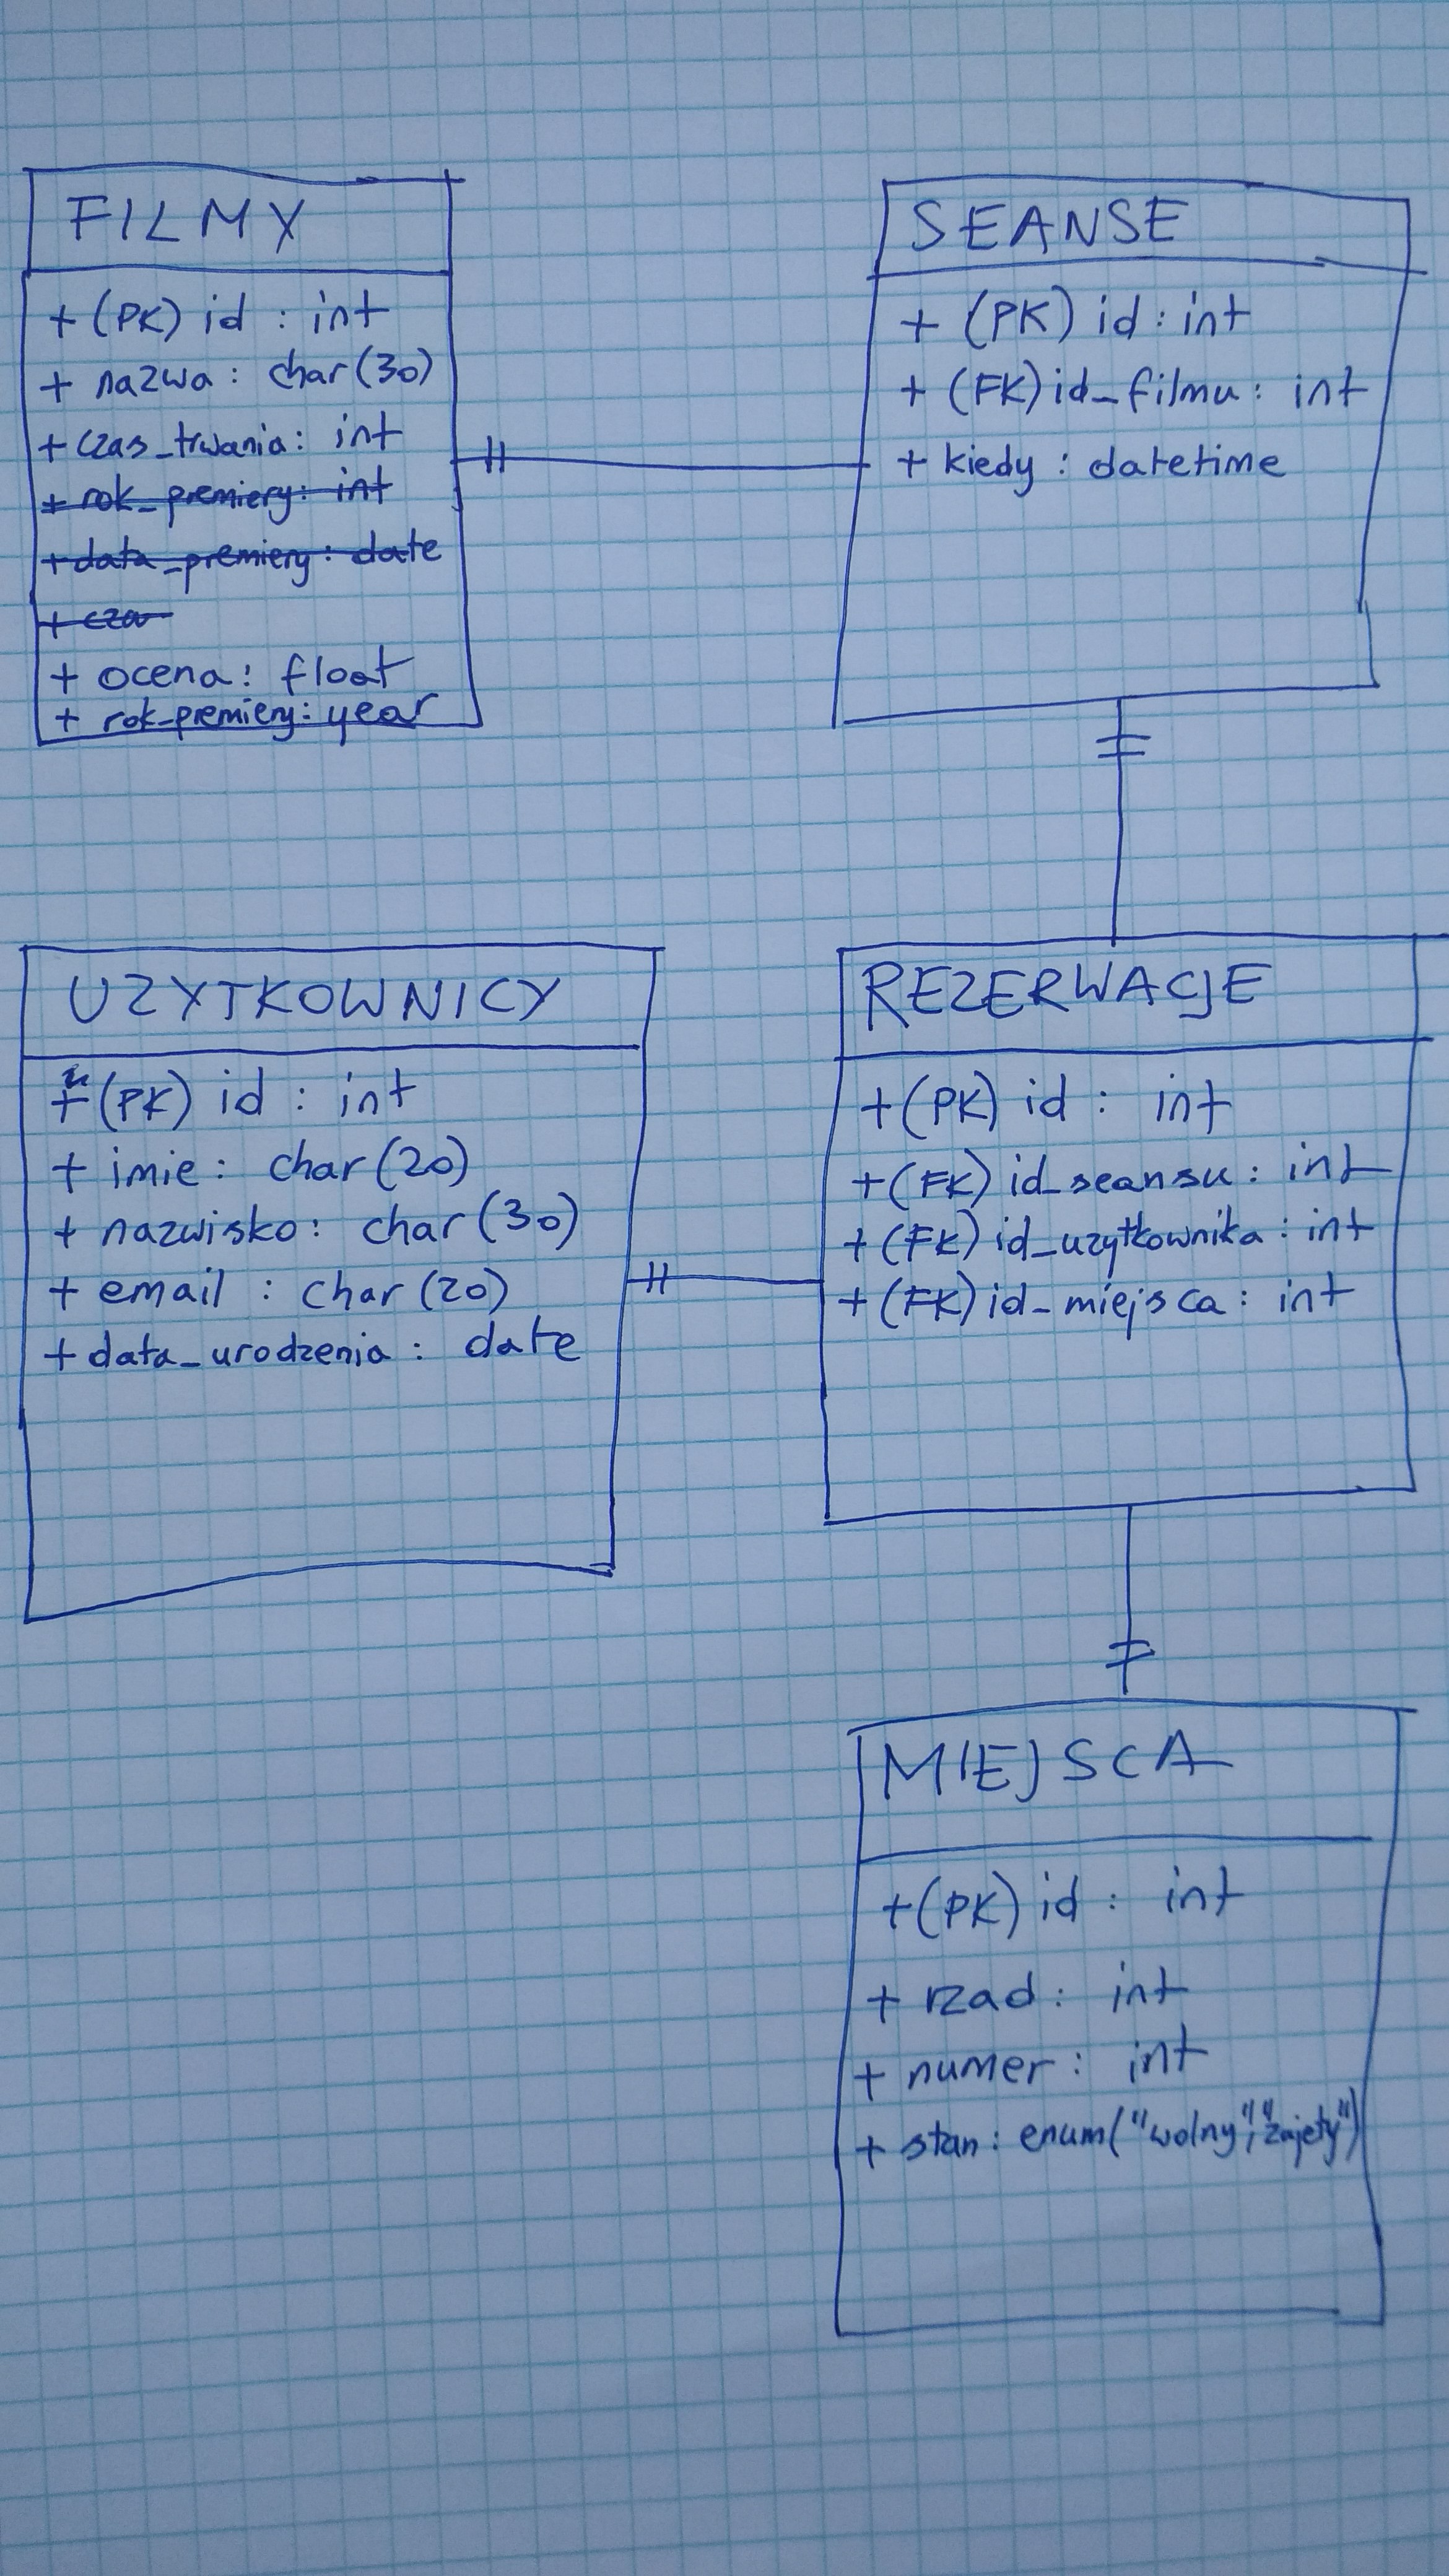 FILMY
+ (PK) id : int
+ nazwa : char(30)
+ czas_trwania : int
+ rok_premiery : int
+ data_premiery : date
+ cza
+ ocena : float
+ rok_premiery : year
SEANSE
+ (PK) id : int
+ (FK) id_filmu : int
+ kiedy : datetime
UZYTKOWNICY
+ (PK) id : int
+ imie : char(20)
+ nazwisko : char(30)
+ email : char(20)
+ data_urodzenia : date
REZERWACJE
+ (PK) id : int
+ (FK) id_seansu : int
+ (FK) id_uzytkownika : int
+ (FK) id_miejsca : int
MIEJSCA
+ (PK) id : int
+ rzad : int
+ numer : int
+ stan : enum("wolny","zajety")